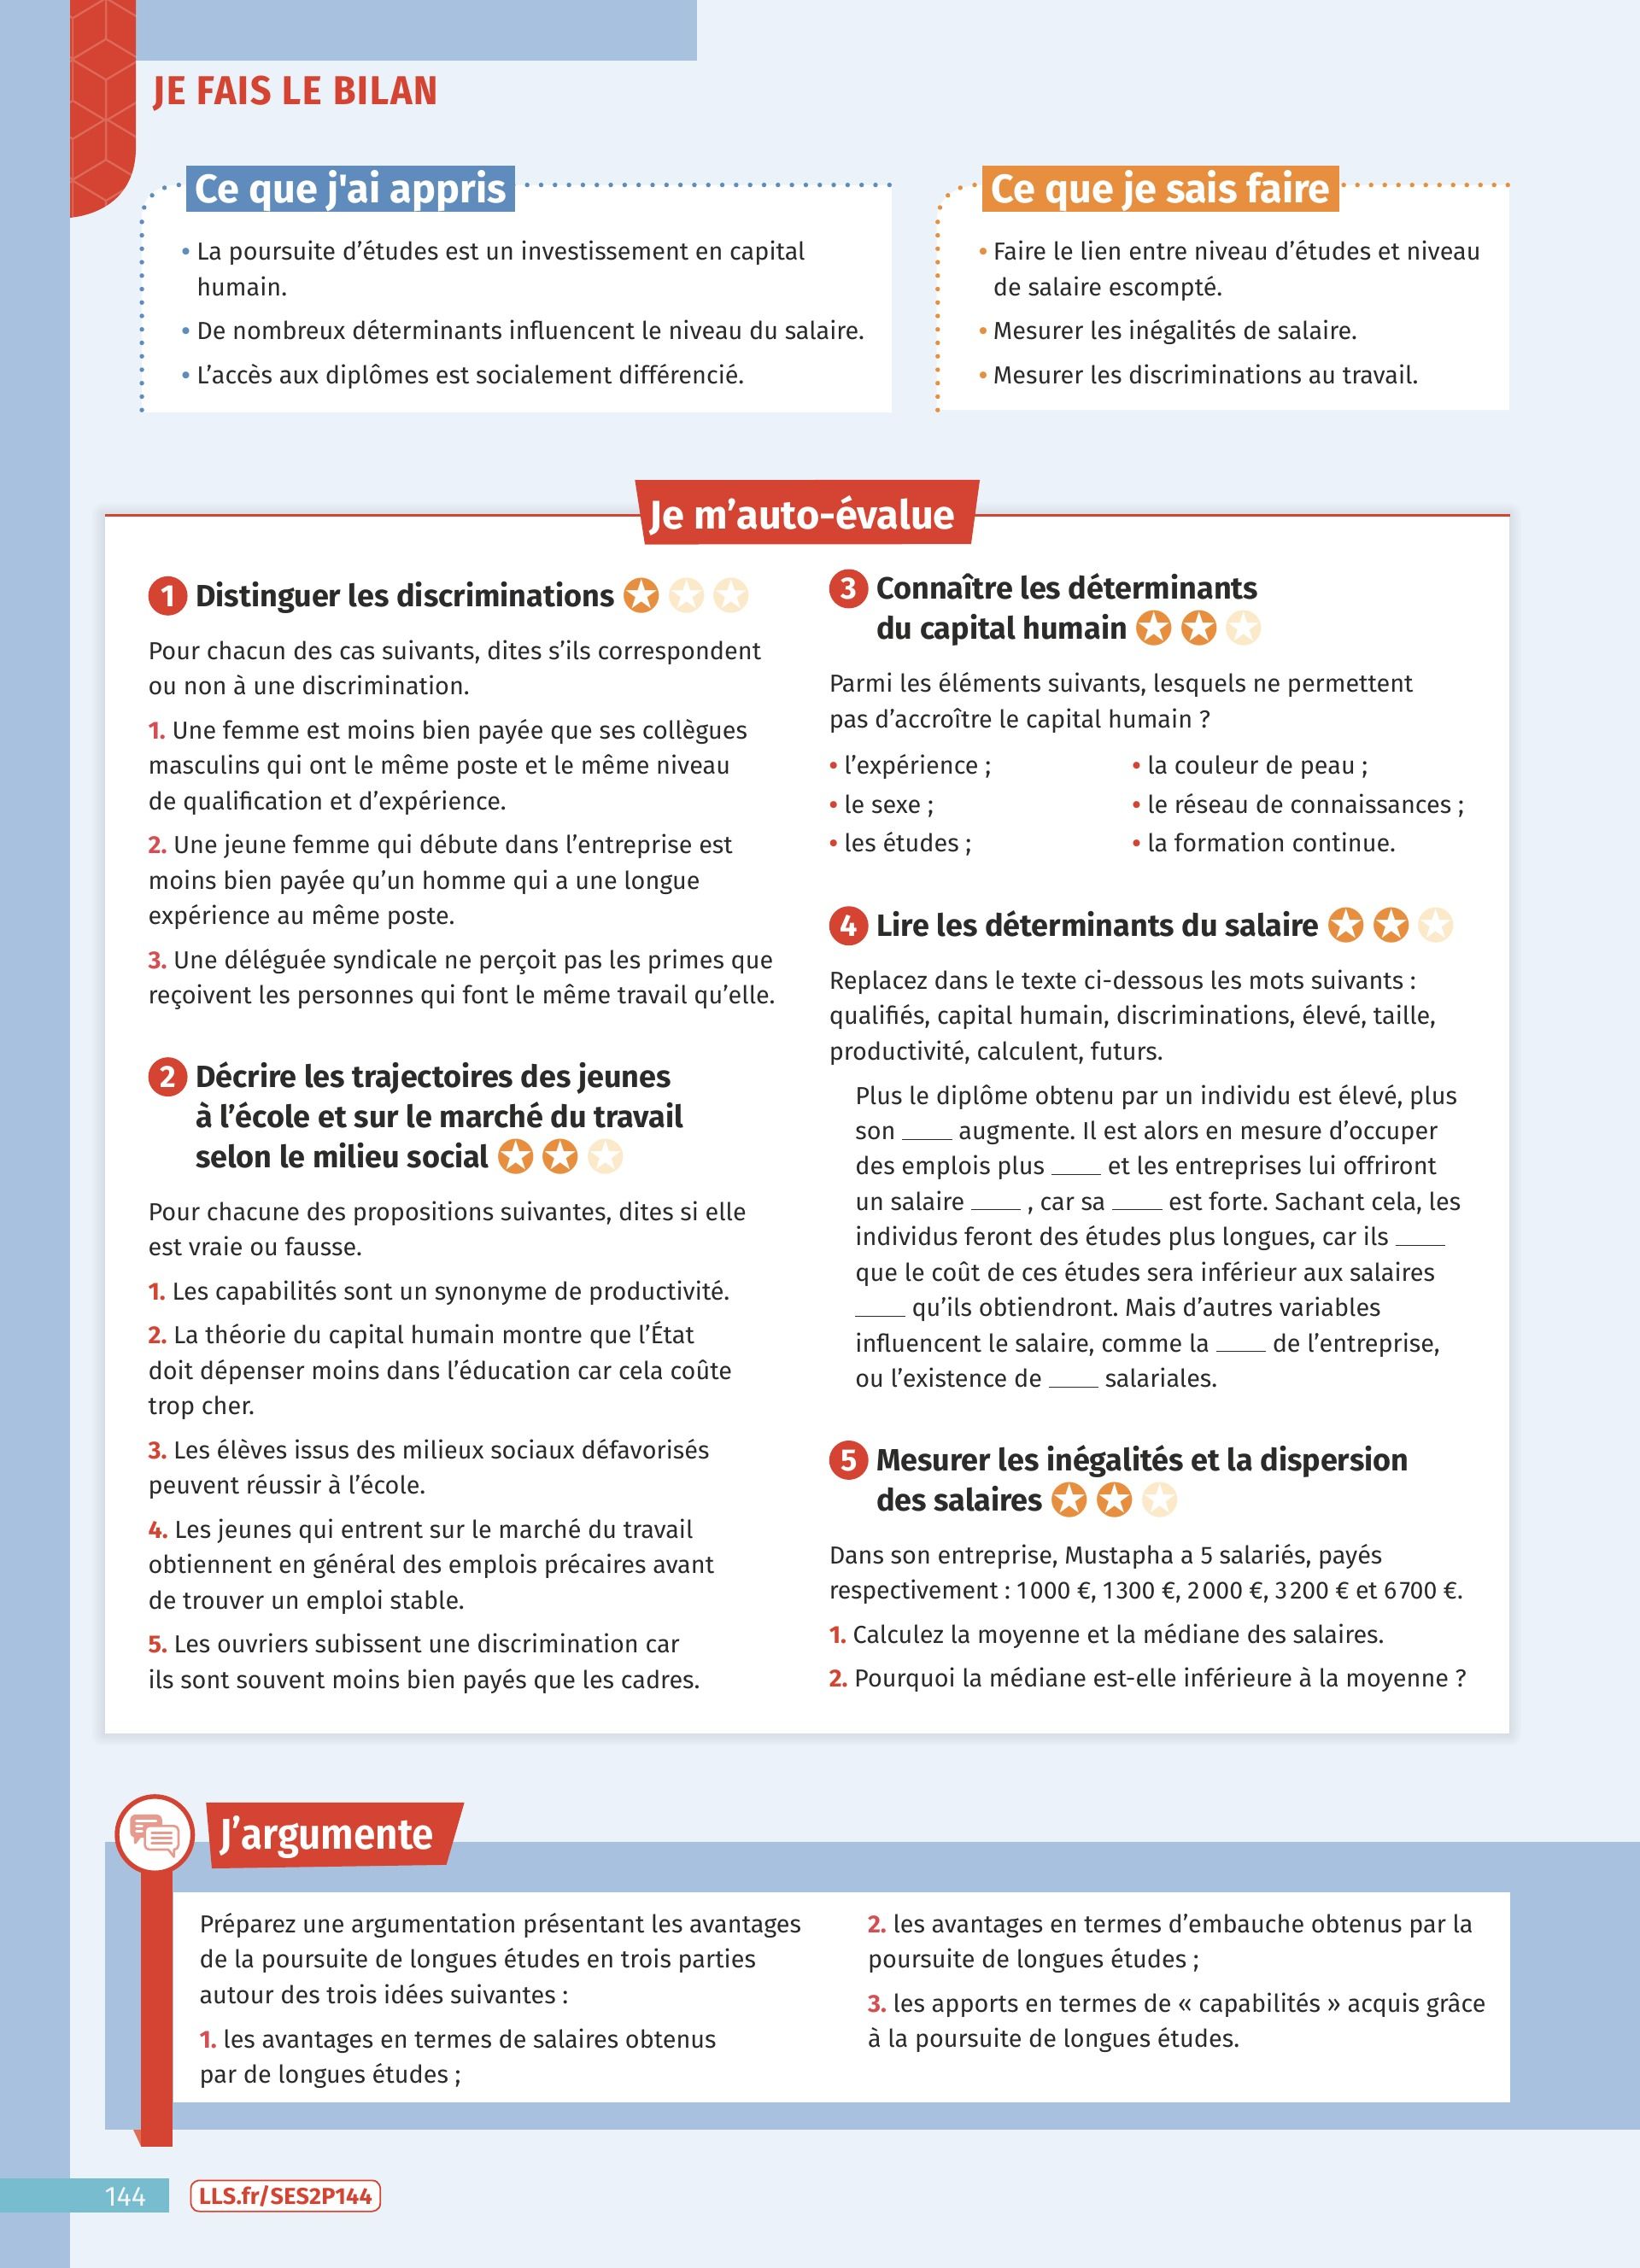 JE FAIS LE BILAN
Ce que j'ai appris
• La poursuite d’études est un investissement en capital
humain.
• De nombreux déterminants influencent le niveau du salaire.
• L’accès aux diplômes est socialement différencié.
Ce que je sais faire
• Faire le lien entre niveau d’études et niveau
de salaire escompté.
• Mesurer les inégalités de salaire.
• Mesurer les discriminations au travail.
Je m’auto-évalue
1 Distinguer les discriminations
Pour chacun des cas suivants, dites s’ils correspondent
ou non à une discrimination.
1. Une femme est moins bien payée que ses collègues
masculins qui ont le même poste et le même niveau
de qualification et d’expérience.
2. Une jeune femme qui débute dans l’entreprise est
moins bien payée qu’un homme qui a une longue
expérience au même poste.
3. Une déléguée syndicale ne perçoit pas les primes que
reçoivent les personnes qui font le même travail qu’elle.
2 Décrire les trajectoires des jeunes
à l’école et sur le marché du travail
selon le milieu social
Pour chacune des propositions suivantes, dites si elle
est vraie ou fausse.
1. Les capabilités sont un synonyme de productivité.
2. La théorie du capital humain montre que l’État
doit dépenser moins dans l’éducation car cela coûte
trop cher.
3. Les élèves issus des milieux sociaux défavorisés
peuvent réussir à l’école.
4. Les jeunes qui entrent sur le marché du travail
obtiennent en général des emplois précaires avant
de trouver un emploi stable.
5. Les ouvriers subissent une discrimination car
ils sont souvent moins bien payés que les cadres.
3 Connaître les déterminants
du capital humain
Parmi les éléments suivants, lesquels ne permettent
pas d’accroître le capital humain ?
• l’expérience ;
• le sexe ;
• les études ;
• la couleur de peau ;
• le réseau de connaissances ;
• la formation continue.
4 Lire les déterminants du salaire
Replacez dans le texte ci-dessous les mots suivants :
qualifiés, capital humain, discriminations, élevé, taille,
productivité, calculent, futurs.
Plus le diplôme obtenu par un individu est élevé, plus
son ____ augmente. Il est alors en mesure d’occuper
des emplois plus ____ et les entreprises lui offriront
un salaire ____ , car sa ____ est forte. Sachant cela, les
individus feront des études plus longues, car ils ____
que le coût de ces études sera inférieur aux salaires
____ qu’ils obtiendront. Mais d’autres variables
influencent le salaire, comme la ____ de l’entreprise,
ou l’existence de ____ salariales.
5 Mesurer les inégalités et la dispersion
des salaires
Dans son entreprise, Mustapha a 5 salariés, payés
respectivement : 1 000 €, 1 300 €, 2 000 €, 3 200 € et 6 700 €.
1. Calculez la moyenne et la médiane des salaires.
2. Pourquoi la médiane est-elle inférieure à la moyenne ?
J’argumente
Préparez une argumentation présentant les avantages
de la poursuite de longues études en trois parties
autour des trois idées suivantes :
1. les avantages en termes de salaires obtenus
par de longues études ;
2. les avantages en termes d’embauche obtenus par la
poursuite de longues études ;
3. les apports en termes de « capabilités » acquis grâce
à la poursuite de longues études.
144
LLS.fr/SES2P144